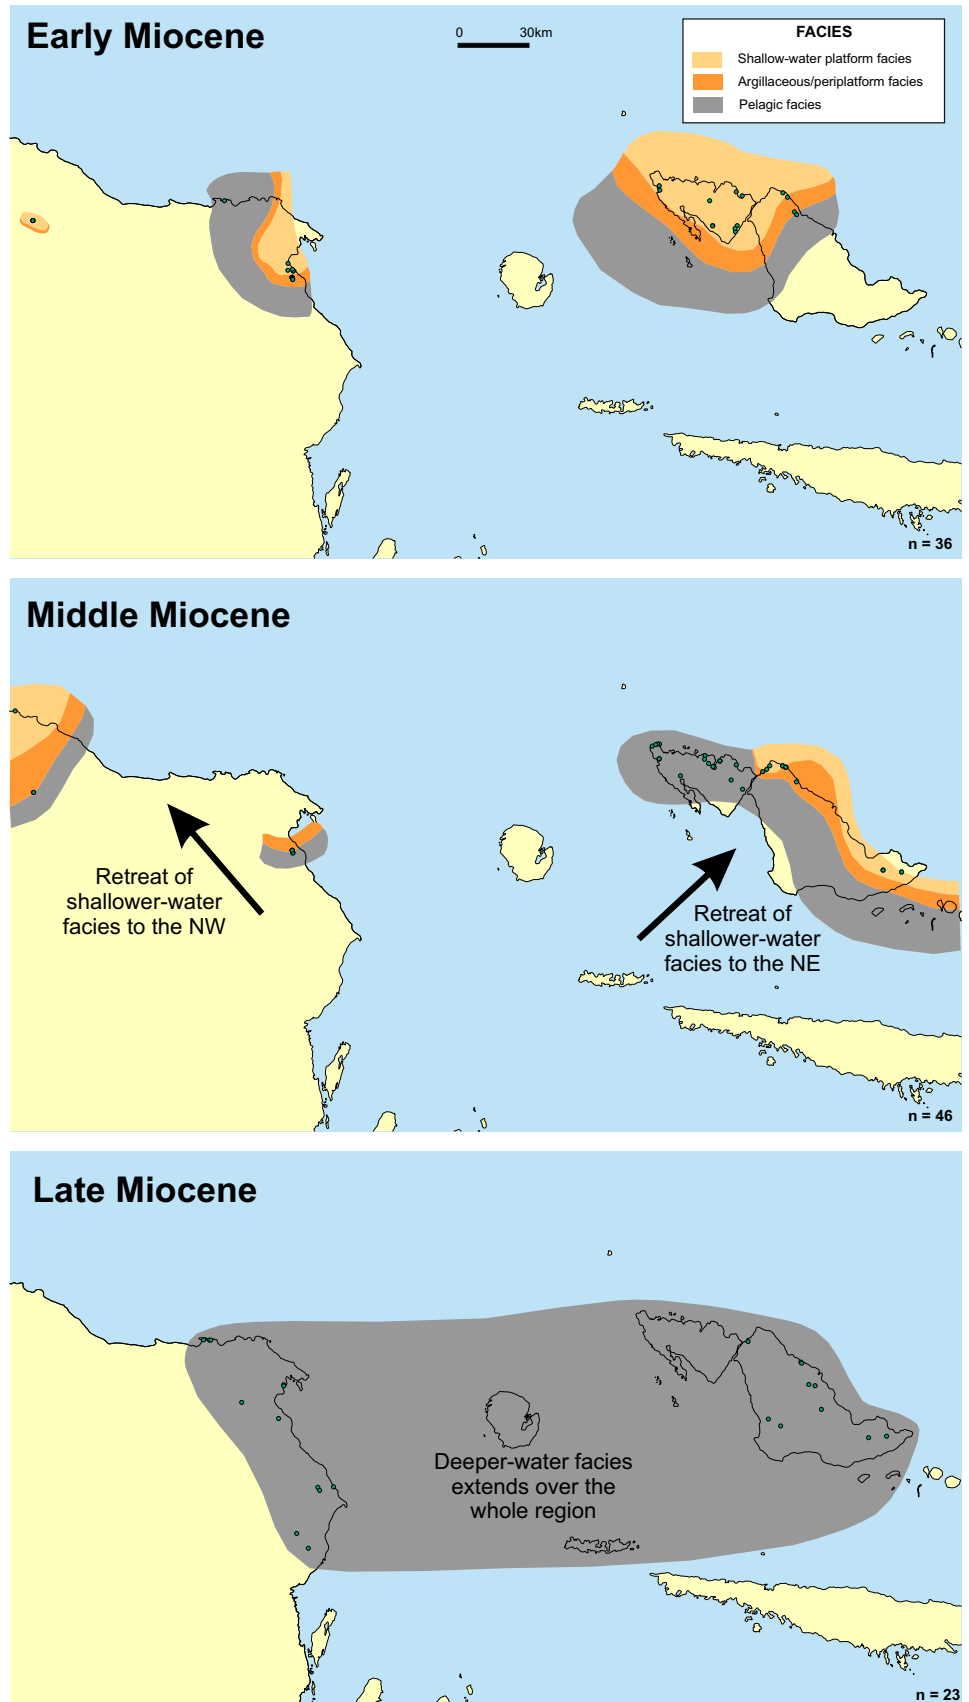 Early Miocene
0 30km
FACIES
Shallow-water platform facies
Argillaceous/periplatform facies
Pelagic facies
n = 36
Middle Miocene
Retreat of
shallower-water
facies to the NW
Retreat of
shallower-water
facies to the NE
n = 46
Late Miocene
Deeper-water facies
extends over the
whole region
n = 23